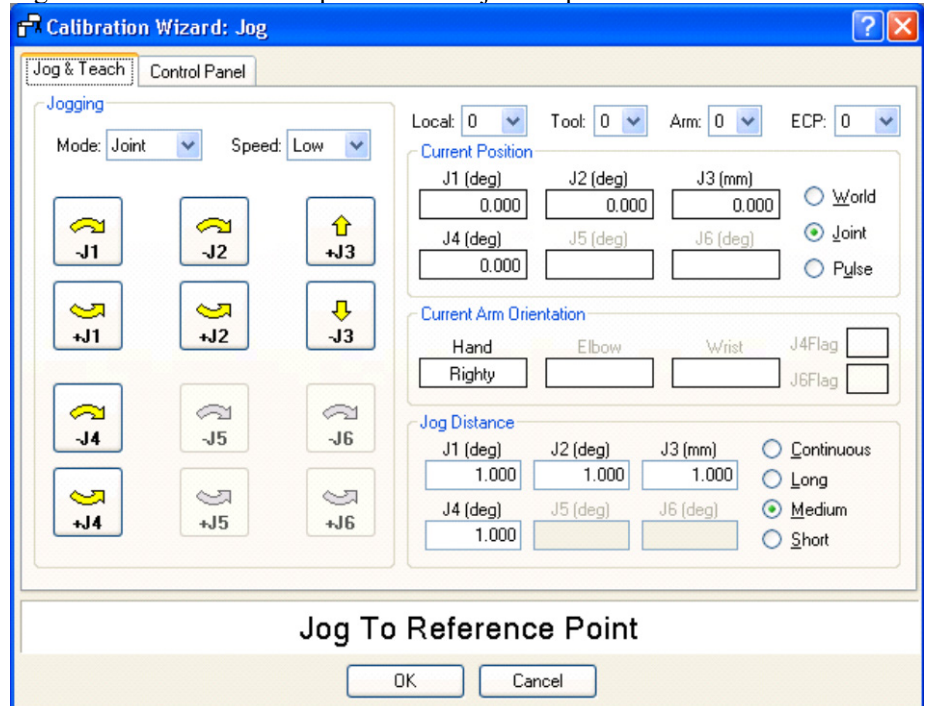 Calibration Wizard: Jog
Jog & Teach
Control Panel
Jogging
Mode: Joint
Speed: Low
-J1
-J2
+J3
+J1
+J2
-J3
-J4
-J5
-J6
+J4
+J5
+J6
Local: 0
Tool: 0
Arm: 0
ECP: 0
Current Position
J1 (deg)
J2 (deg)
J3 (mm)
0.000
0.000
0.000
J4 (deg)
J5 (deg)
J6 (deg)
0.000
World
Joint
Pulse
Current Arm Orientation
Hand
Elbow
Wrist
Righty
J4Flag
J6Flag
Jog Distance
J1 (deg)
J2 (deg)
J3 (mm)
1.000
1.000
1.000
J4 (deg)
J5 (deg)
J6 (deg)
1.000
Continuous
Long
Medium
Short
Jog To Reference Point
OK
Cancel